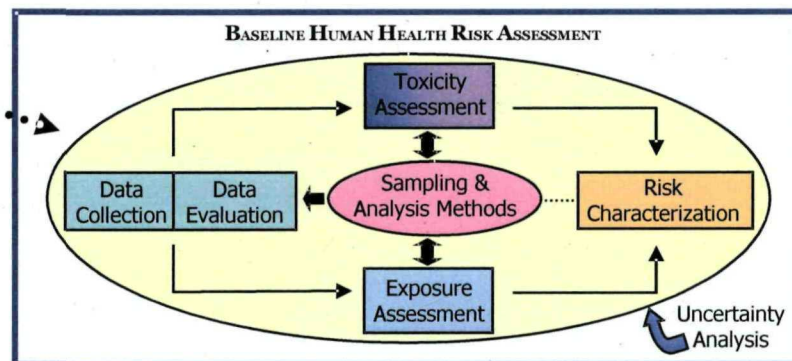 BASELINE HUMAN HEALTH RISK ASSESSMENT
Toxicity
Assessment
Data
Collection
Data
Evaluation
Sampling &
Analysis Methods
Risk
Characterization
Exposure
Assessment
Uncertainty
Analysis